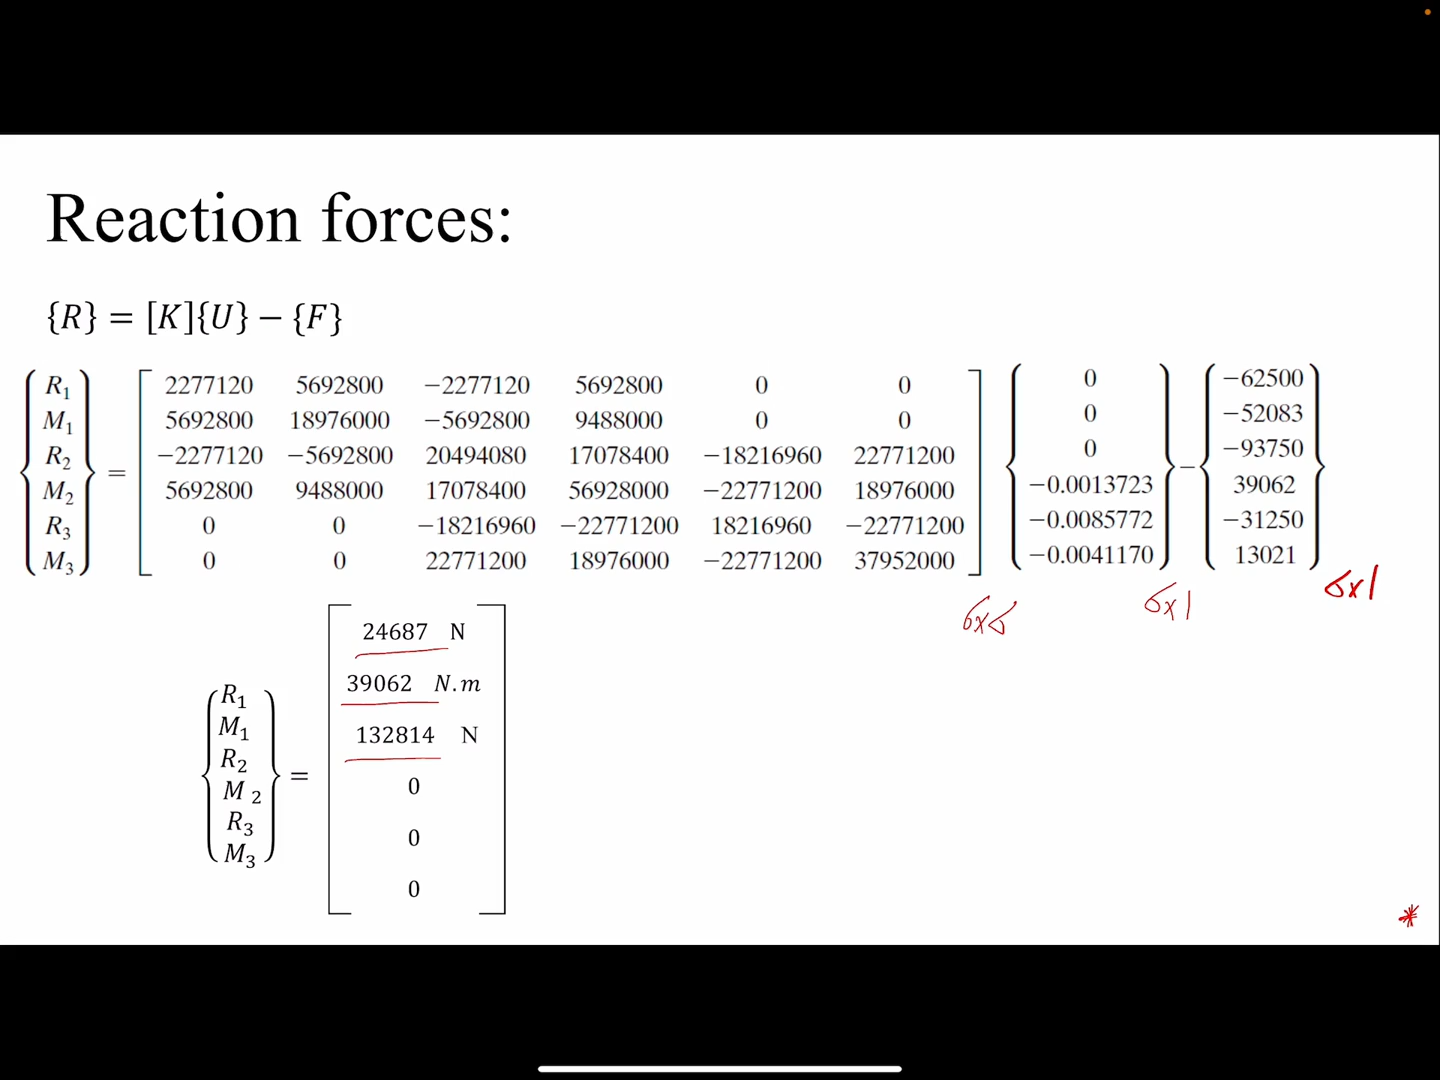 Reaction forces:
{R} = [K]{U} − {F}
R1 2277120 5692800 −2277120 5692800 0 0 0 −62500
M1 5692800 18976000 −5692800 9488000 0 0 0 −52083
R2 −2277120 −5692800 20494080 17078400 −18216960 22771200 0 −93750
= −
M2 5692800 9488000 17078400 56928000 −22771200 18976000 −0.0013723 39062
R3 0 0 −18216960 −22771200 18216960 −22771200 −0.0085772 −31250
M3 0 0 22771200 18976000 −22771200 37952000 −0.0041170 13021
6x6 6x1 6x1
24687 N
39062 N.m
R1
M1 132814 N
R2
=
M 2 0
R3 0
M3
0
*